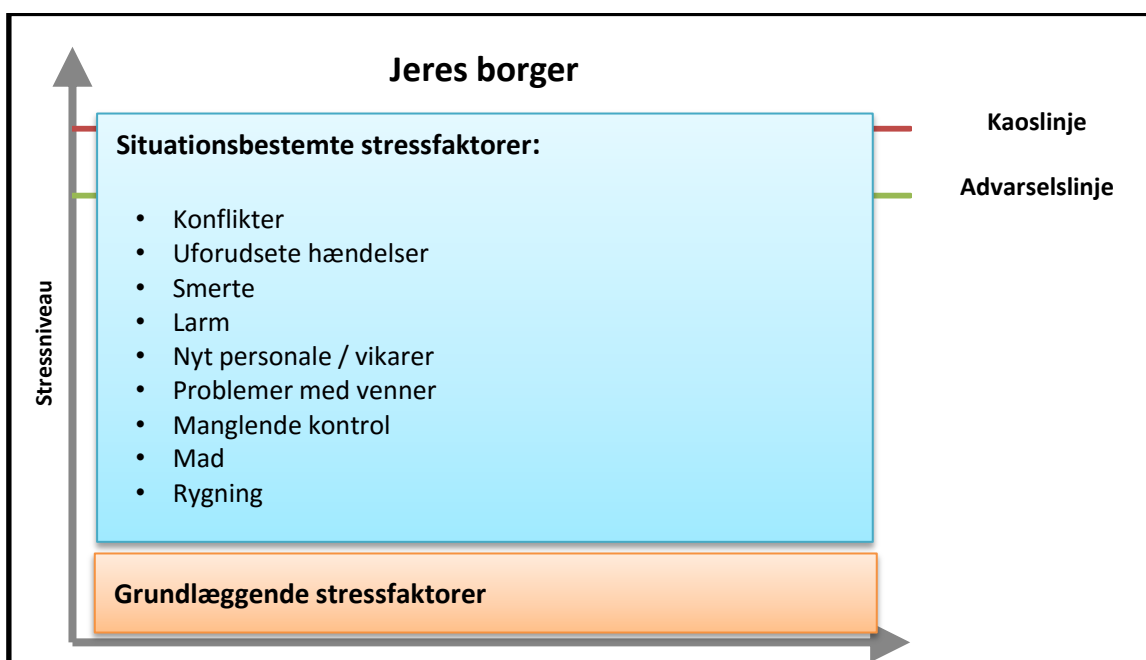 Jeres borger
Kaoslinje
Situationsbestemte stressfaktorer:
Advarselslinje
• Konflikter
• Uforudsete hændelser
• Smerte
• Larm
• Nyt personale / vikarer
• Problemer med venner
• Manglende kontrol
• Mad
• Rygning
Stressniveau
Grundlæggende stressfaktorer